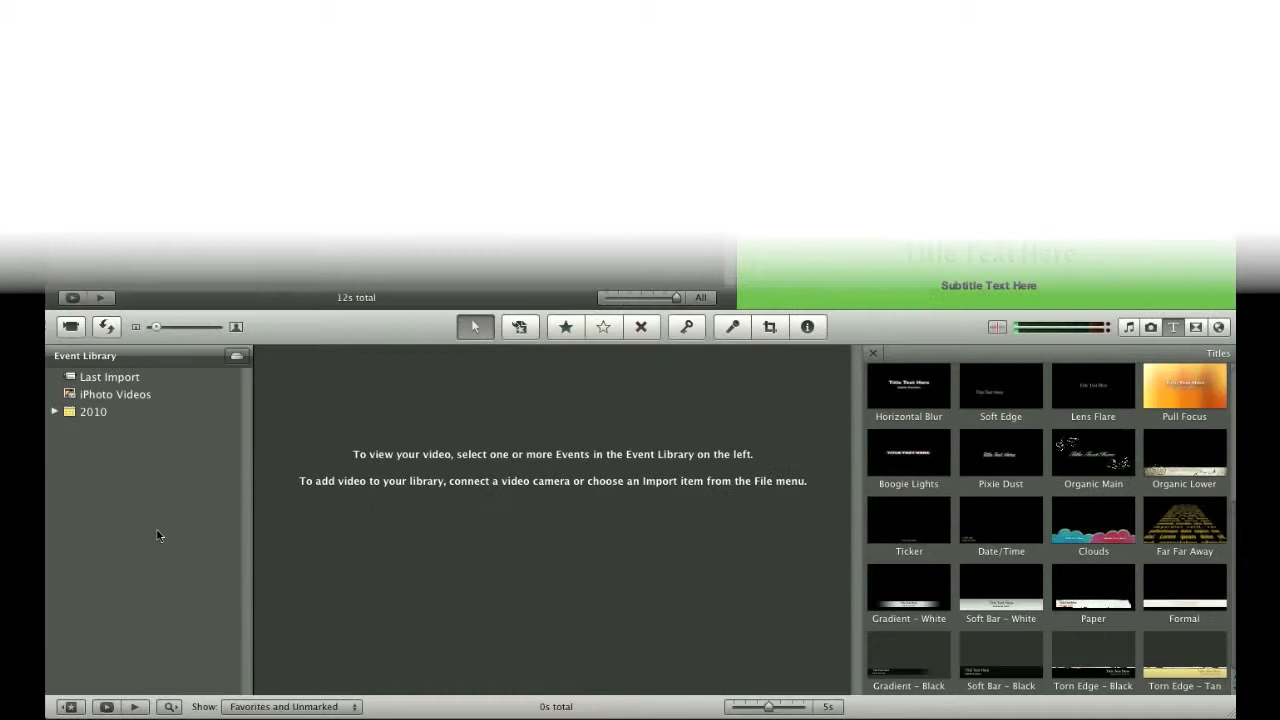 Title Text Here
Subtitle Text Here
12s total
All
Event Library
Titles
Last Import
iPhoto Videos
2010
To view your video, select one or more Events in the Event Library on the left.
To add video to your library, connect a video camera or choose an Import item from the File menu.
Horizontal Blur
Soft Edge
Lens Flare
Pull Focus
Boogie Lights
Pixie Dust
Organic Main
Organic Lower
Ticker
Date/Time
Clouds
Far Far Away
Gradient - White
Soft Bar - White
Paper
Formal
Gradient - Black
Soft Bar - Black
Torn Edge - Black
Torn Edge - Tan
Show: Favorites and Unmarked
0s total
5s